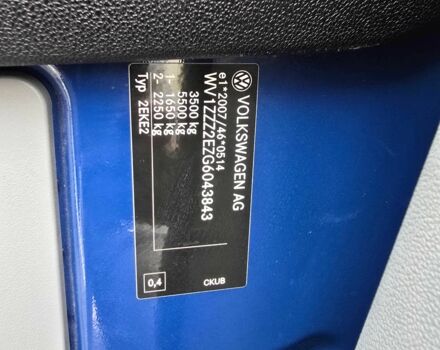 VOLKSWAGEN AG
e1*2007/46*0514
WV1ZZZ2EZG6043843
3500 kg
5500 kg
1- 1650 kg
2- 2250 kg
Typ 2EKE2
0,4
CKUB